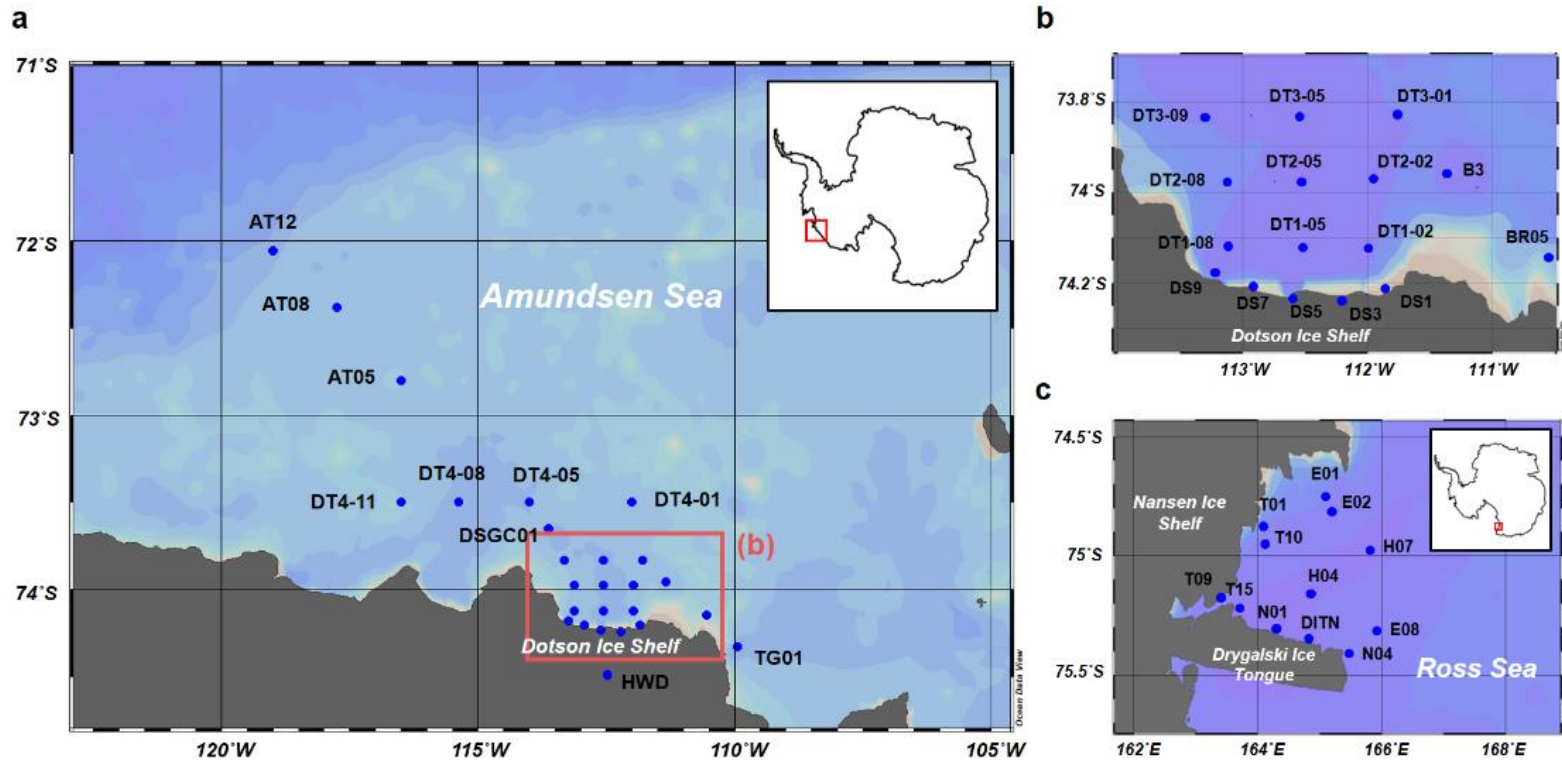 a
71°S
72°S
73°S
74°S
120°W
115°W
110°W
105°W
AT12
AT08
AT05
Amundsen Sea
DT4-11
DT4-08
DT4-05
DT4-01
DSGC01
(b)
Dotson Ice Shelf
TG01
HWD
Ocean Data View
b
73.8°S
74°S
74.2°S
113°W
112°W
111°W
DT3-09
DT3-05
DT3-01
DT2-08
DT2-05
DT2-02
B3
DT1-08
DT1-05
DT1-02
BR05
DS9
DS7
DS5
DS3
DS1
Dotson Ice Shelf
c
74.5°S
75°S
75.5°S
162°E
164°E
166°E
168°E
Nansen Ice
Shelf
E01
E02
T01
T10
H07
T09
T15
H04
N01
DITN
E08
N04
Drygalski Ice
Tongue
Ross Sea